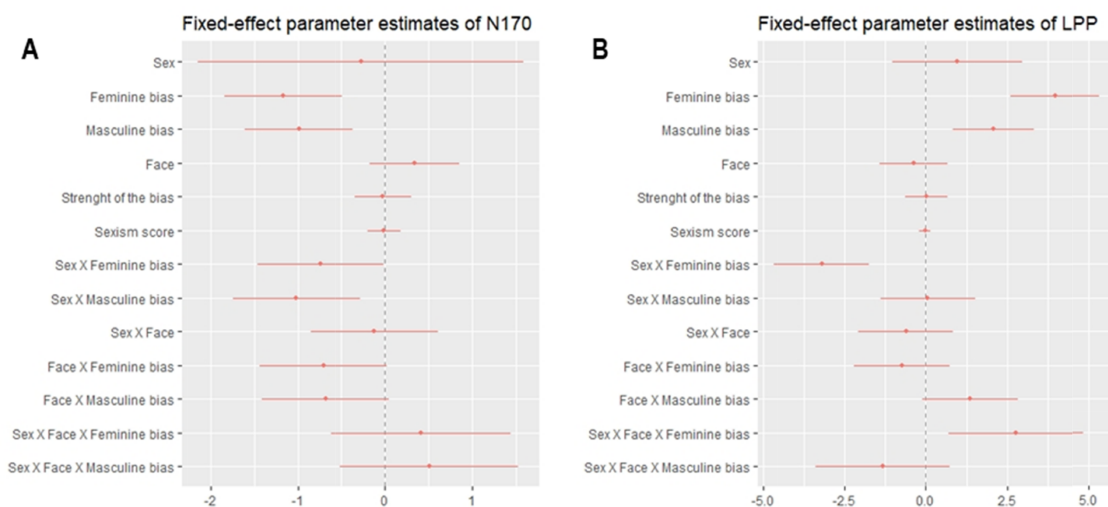 Fixed-effect parameter estimates of N170
A
Sex
Feminine bias
Masculine bias
Face
Strenght of the bias
Sexism score
Sex X Feminine bias
Sex X Masculine bias
Sex X Face
Face X Feminine bias
Face X Masculine bias
Sex X Face X Feminine bias
Sex X Face X Masculine bias
-2 -1 0 1
Fixed-effect parameter estimates of LPP
B
Sex
Feminine bias
Masculine bias
Face
Strenght of the bias
Sexism score
Sex X Feminine bias
Sex X Masculine bias
Sex X Face
Face X Feminine bias
Face X Masculine bias
Sex X Face X Feminine bias
Sex X Face X Masculine bias
-5.0 -2.5 0.0 2.5 5.0